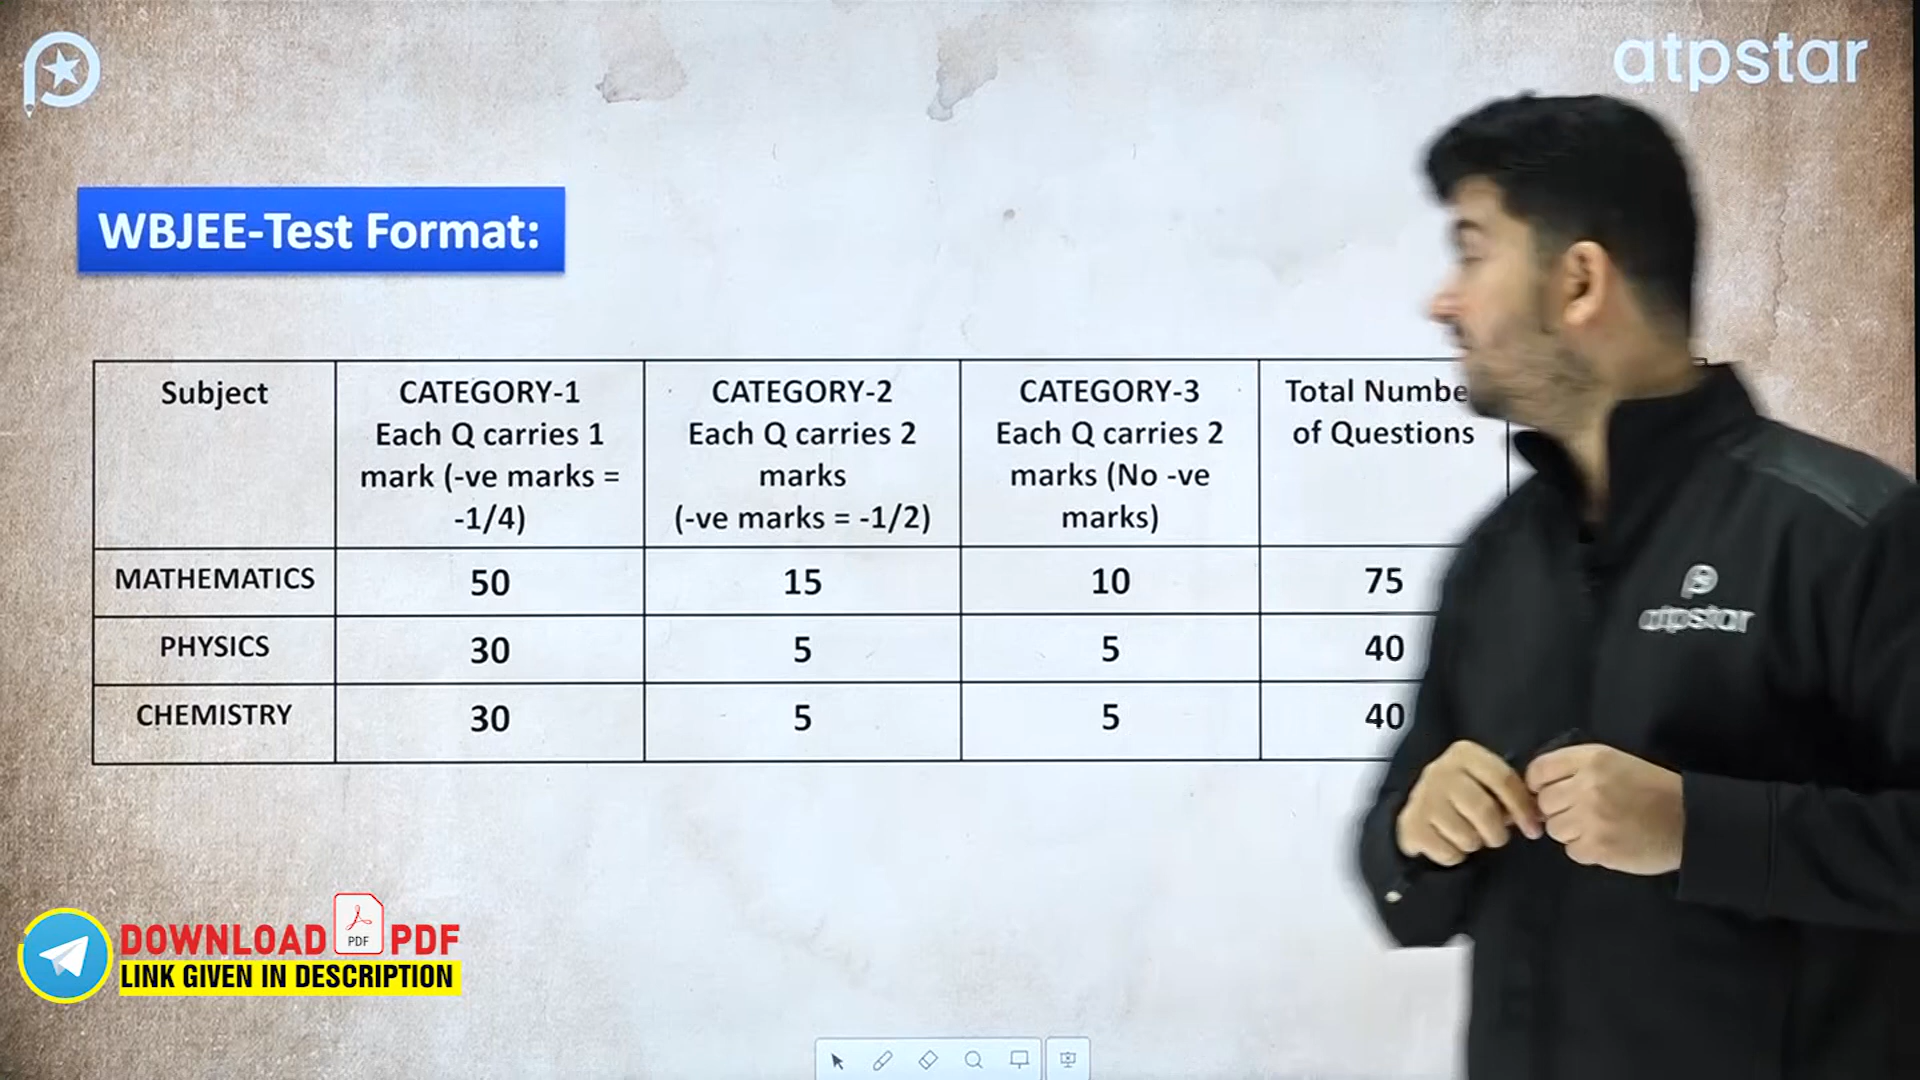 atpstar
WBJEE-Test Format:
Subject
CATEGORY-1
Each Q carries 1
mark (-ve marks =
-1/4)
CATEGORY-2
Each Q carries 2
marks
(-ve marks = -1/2)
CATEGORY-3
Each Q carries 2
marks (No -ve
marks)
Total Numbe
of Questions
MATHEMATICS
50
15
10
75
PHYSICS
30
5
5
40
CHEMISTRY
30
5
5
40
atpstar
DOWNLOAD PDF PDF
LINK GIVEN IN DESCRIPTION